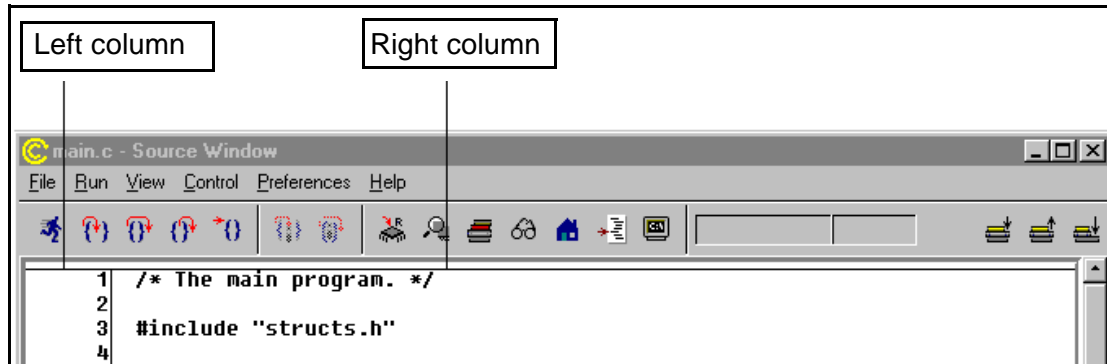 Left column Right column
main.c - Source Window
File Run View Control Preferences Help
1 /* The main program. */
2
3 #include "structs.h"
4